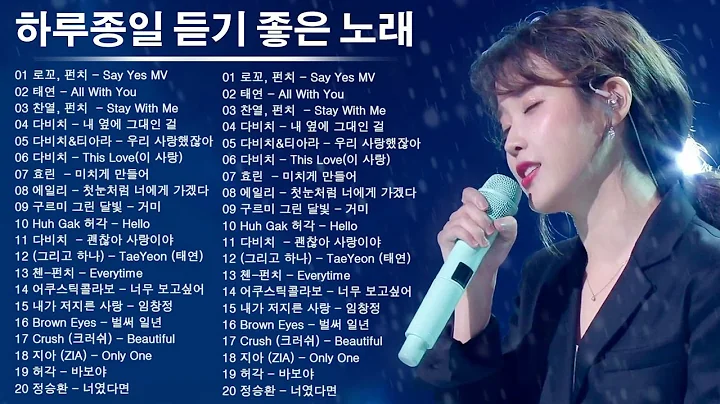 하루종일 듣기 좋은 노래
01 로꼬, 펀치 – Say Yes MV
02 태연 – All With You
03 찬열, 펀치 – Stay With Me
04 다비치 – 내 옆에 그대인 걸
05 다비치&티아라 – 우리 사랑했잖아
06 다비치 – This Love(이 사랑)
07 효린 – 미치게 만들어
08 에일리 – 첫눈처럼 너에게 가겠다
09 구르미 그린 달빛 – 거미
10 Huh Gak 허각 – Hello
11 다비치 – 괜찮아 사랑이야
12 (그리고 하나) – TaeYeon (태연)
13 첸–펀치 – Everytime
14 어쿠스틱콜라보 – 너무 보고싶어
15 내가 저지른 사랑 – 임창정
16 Brown Eyes – 벌써 일년
17 Crush (크러쉬) – Beautiful
18 지아 (ZIA) – Only One
19 허각 – 바보야
20 정승환 – 너였다면
01 로꼬, 펀치 – Say Yes MV
02 태연 – All With You
03 찬열, 펀치 – Stay With Me
04 다비치 – 내 옆에 그대인 걸
05 다비치&티아라 – 우리 사랑했잖아
06 다비치 – This Love(이 사랑)
07 효린 – 미치게 만들어
08 에일리 – 첫눈처럼 너에게 가겠다
09 구르미 그린 달빛 – 거미
10 Huh Gak 허각 – Hello
11 다비치 – 괜찮아 사랑이야
12 (그리고 하나) – TaeYeon (태연)
13 첸–펀치 – Everytime
14 어쿠스틱콜라보 – 너무 보고싶어
15 내가 저지른 사랑 – 임창정
16 Brown Eyes – 벌써 일년
17 Crush (크러쉬) – Beautiful
18 지아 (ZIA) – Only One
19 허각 – 바보야
20 정승환 – 너였다면